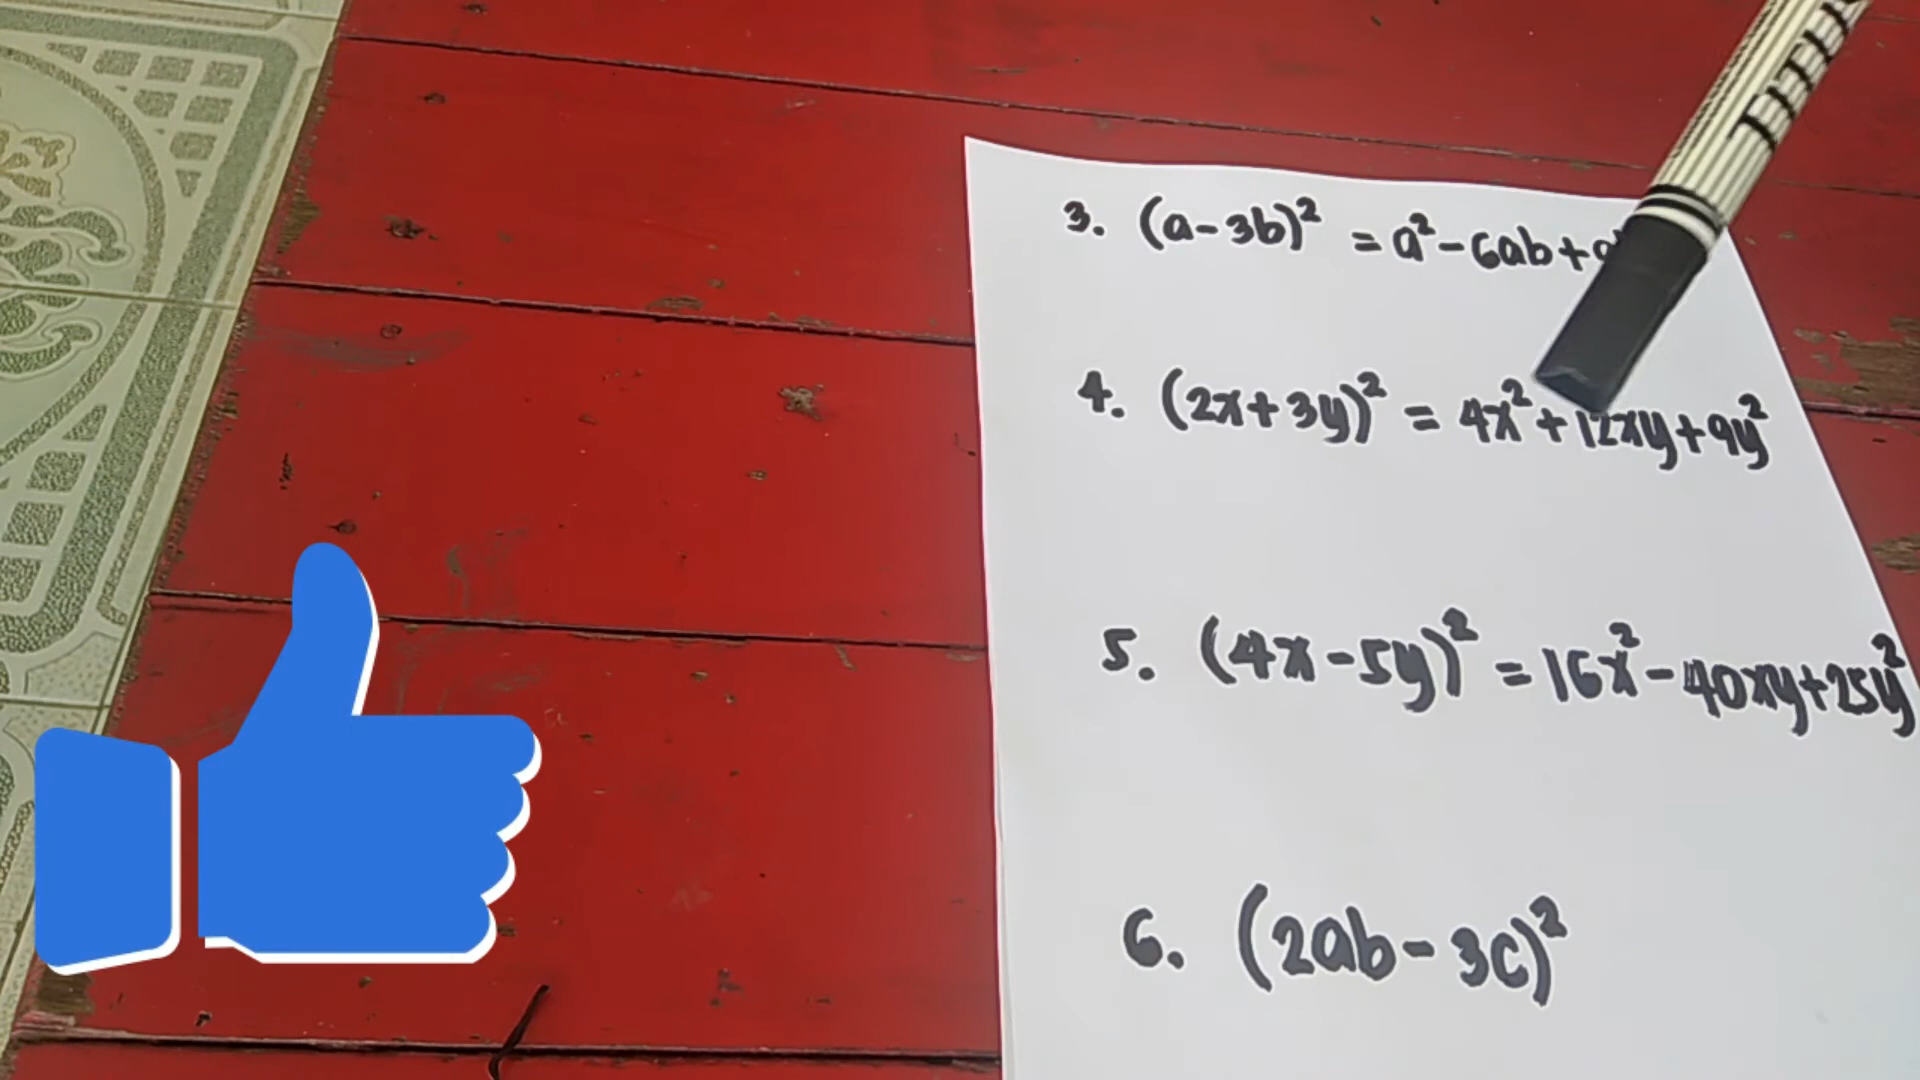 3. (a-3b)² = a²-6ab+
4. (2x+3y)² = 4x²+12xy+9y²
5. (4x-5y)² = 16x²-40xy+25y²
6. (2ab-3c)²